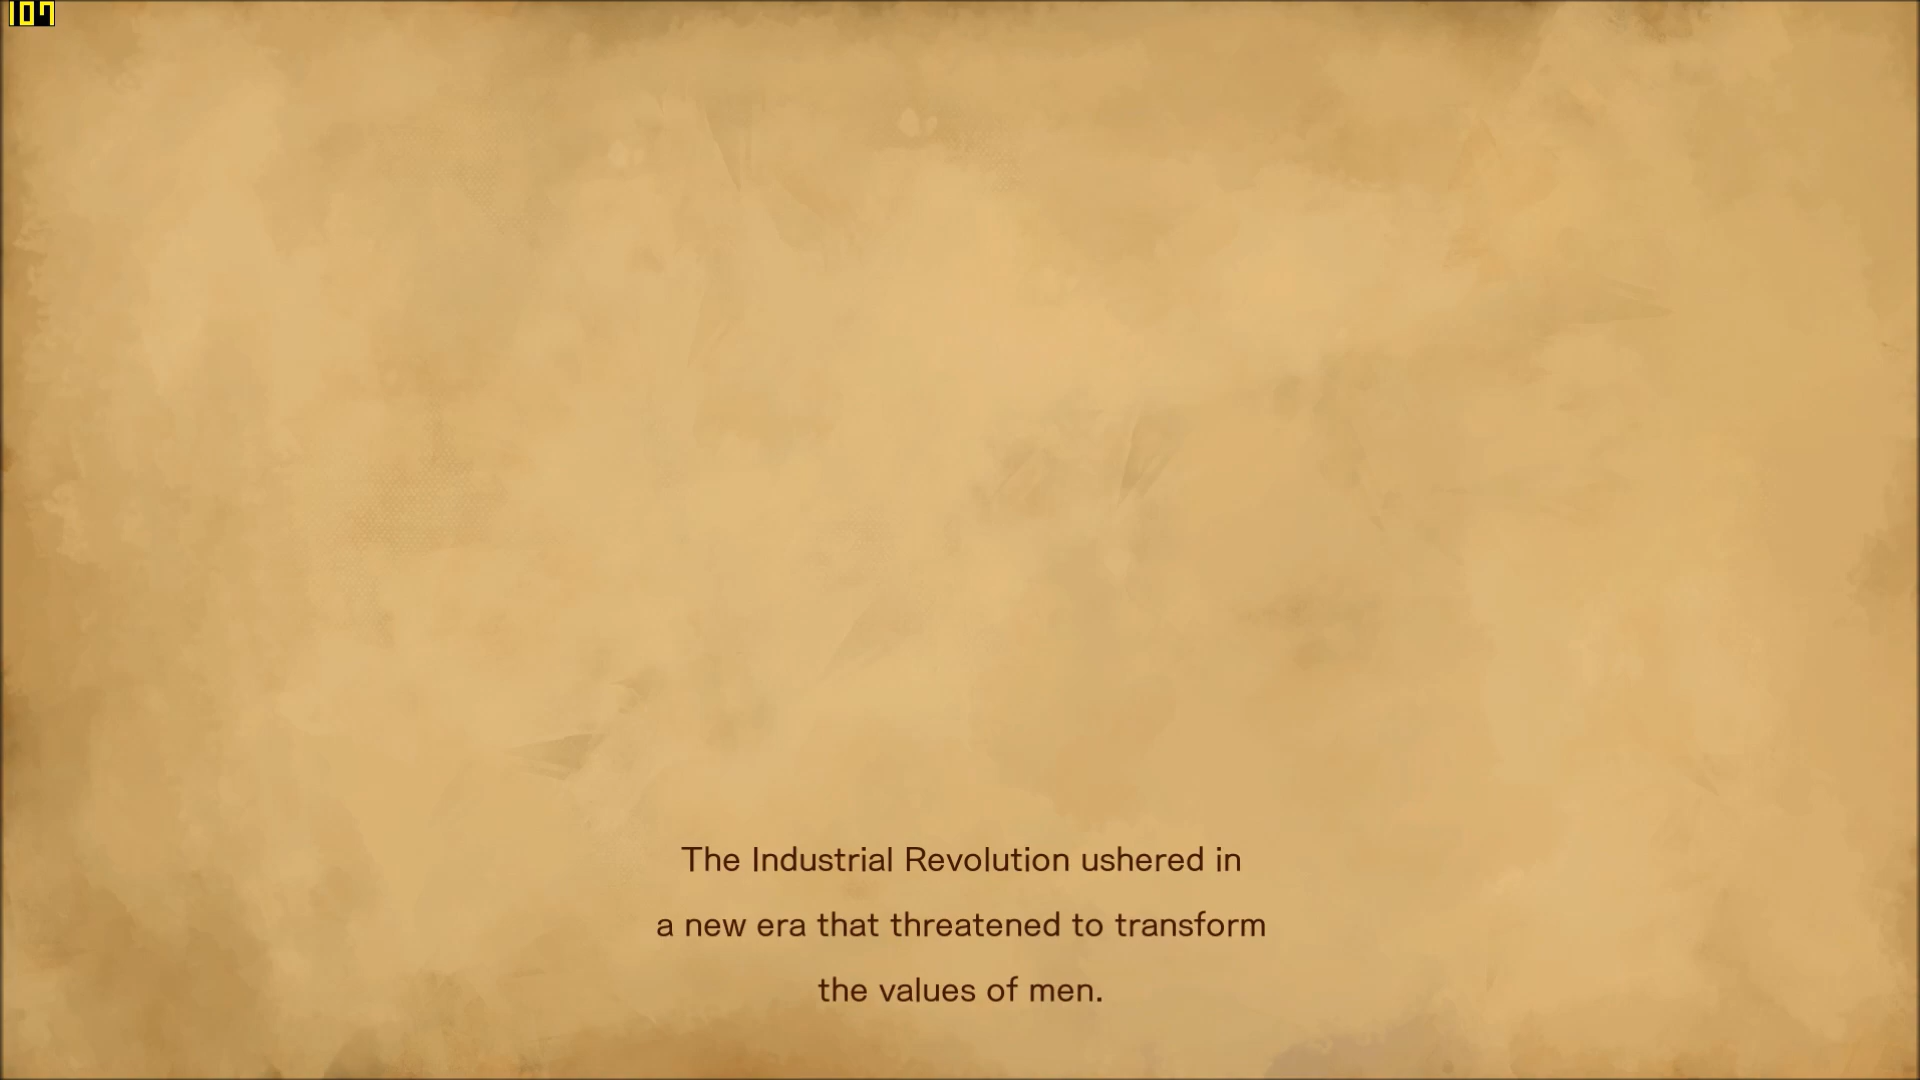 107
The Industrial Revolution ushered in
a new era that threatened to transform
the values of men.